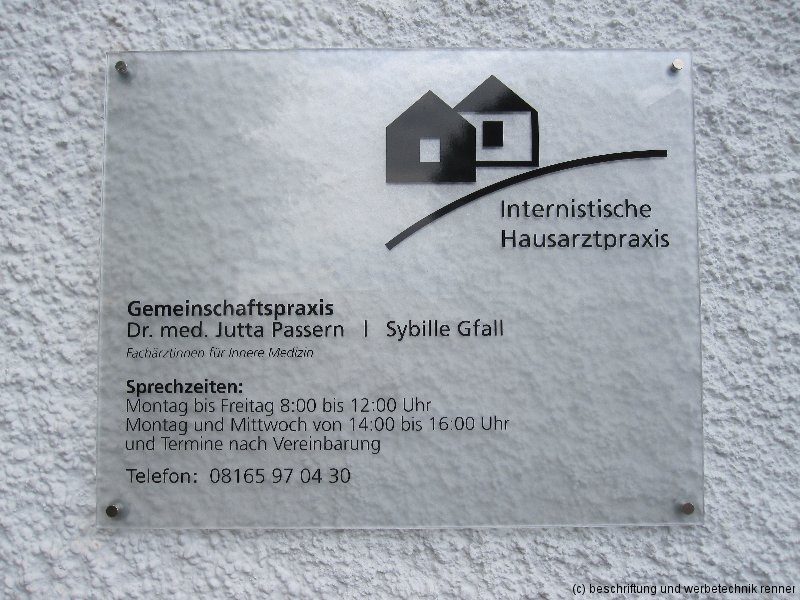 Internistische
Hausarztpraxis
Gemeinschaftspraxis
Dr. med. Jutta Passern | Sybille Gfall
Fachärztinnen für Innere Medizin
Sprechzeiten:
Montag bis Freitag 8:00 bis 12:00 Uhr
Montag und Mittwoch von 14:00 bis 16:00 Uhr
und Termine nach Vereinbarung
Telefon: 08165 97 04 30
(c) beschriftung und werbetechnik renner